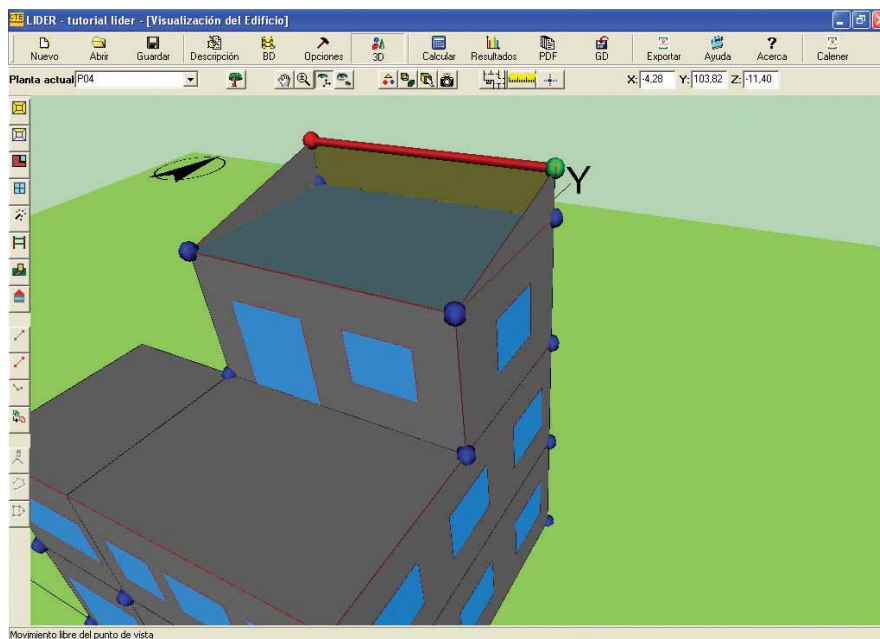 CTE LIDER - tutorial lider - [Visualización del Edificio]
Nuevo Abrir Guardar Descripción BD Opciones 3D Calcular Resultados PDF GD Exportar Ayuda Acerca Calener
Planta actual P04 X: -4,28 Y: 103,82 Z: -11,40
Y
Movimiento libre del punto de vista